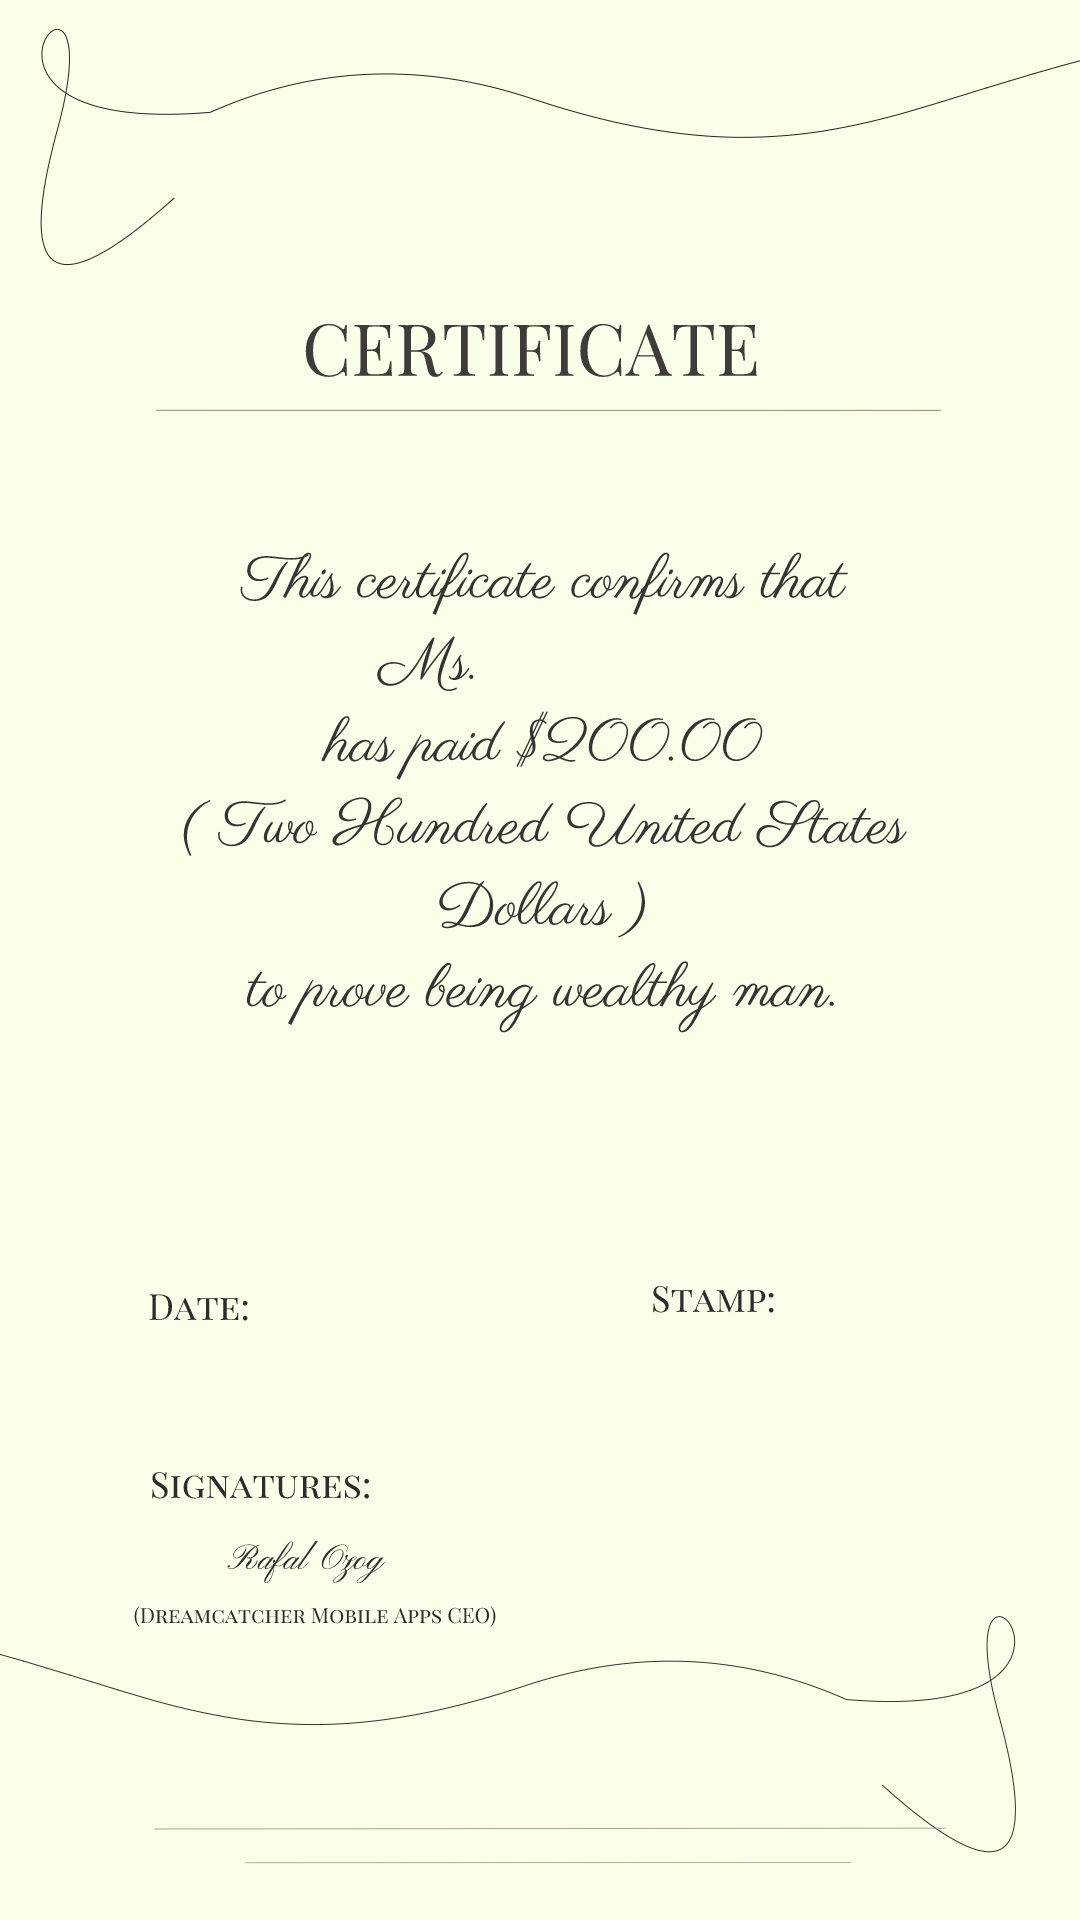 CERTIFICATE
This certificate confirms that
Ms.
has paid $200.00
( Two Hundred United States
Dollars )
to prove being wealthy man.
Stamp:
Date:
Signatures:
Rafal Ozog
(Dreamcatcher Mobile Apps CEO)